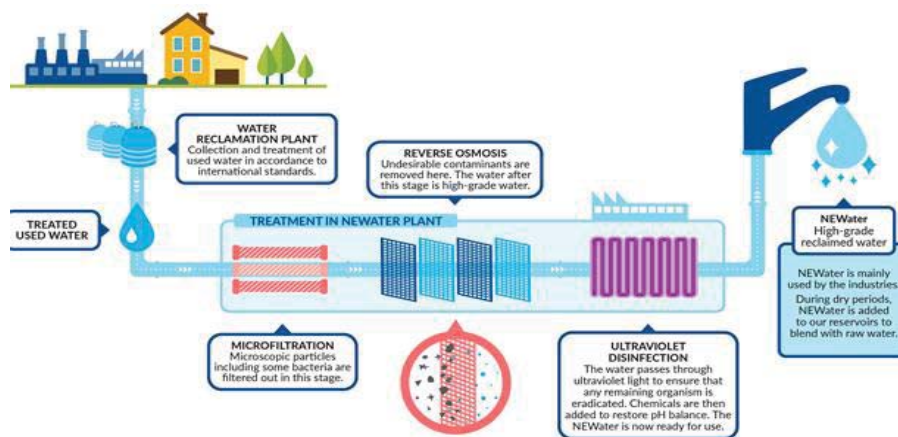 WATER
RECLAMATION PLANT
Collection and treatment of
used water in accordance to
international standards.
REVERSE OSMOSIS
Undesirable contaminants are
removed here. The water after
this stage is high-grade water.
TREATED
USED WATER
TREATMENT IN NEWATER PLANT
NEWater
High-grade
reclaimed water
NEWater is mainly
used by the industries.
During dry periods,
NEWater is added
to our reservoirs to
blend with raw water.
MICROFILTRATION
Microscopic particles
including some bacteria are
filtered out in this stage.
ULTRAVIOLET
DISINFECTION
The water passes through
ultraviolet light to ensure that
any remaining organism is
eradicated. Chemicals are then
added to restore pH balance. The
NEWater is now ready for use.